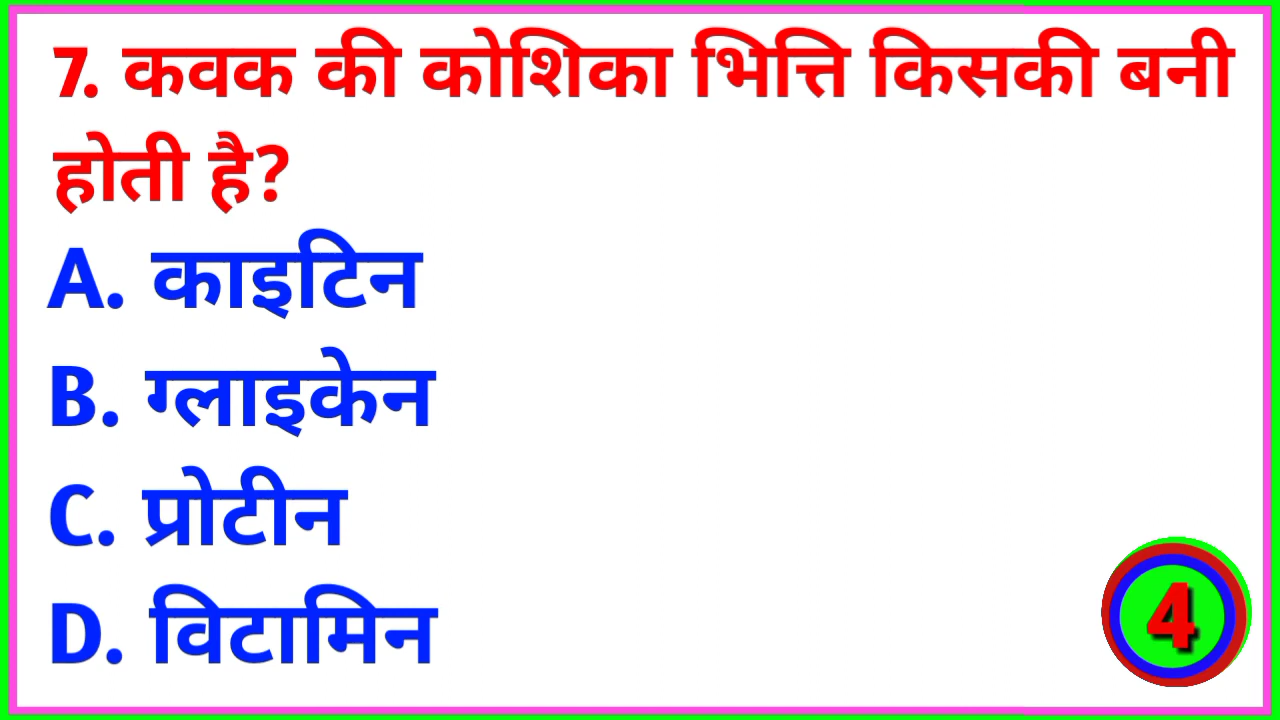 7. कवक की कोशिका भित्ति किसकी बनी
होती है?
A. काइटिन
B. ग्लाइकेन
C. प्रोटीन
D. विटामिन
4